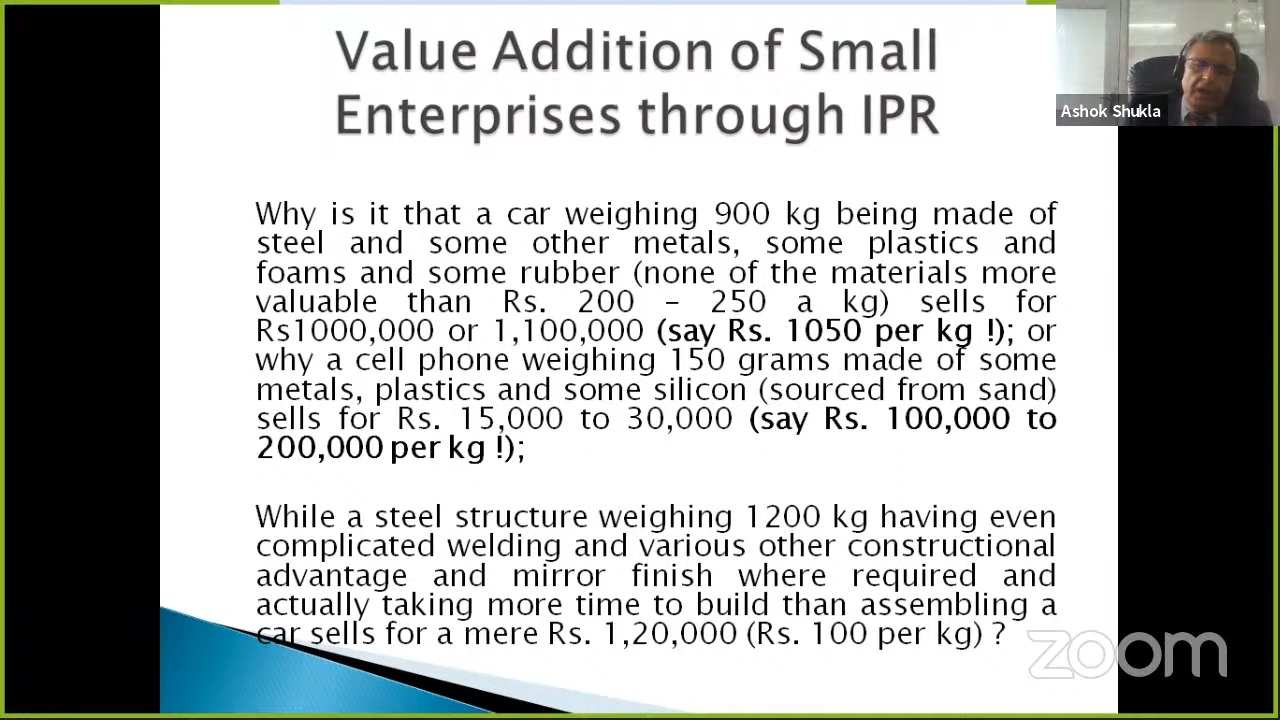 Value Addition of Small
Enterprises through IPR
Ashok Shukla
Why is it that a car weighing 900 kg being made of
steel and some other metals, some plastics and
foams and some rubber (none of the materials more
valuable than Rs. 200 – 250 a kg) sells for
Rs1000,000 or 1,100,000 (say Rs. 1050 per kg !); or
why a cell phone weighing 150 grams made of some
metals, plastics and some silicon (sourced from sand)
sells for Rs. 15,000 to 30,000 (say Rs. 100,000 to
200,000 per kg !);
While a steel structure weighing 1200 kg having even
complicated welding and various other constructional
advantage and mirror finish where required and
actually taking more time to build than assembling a
car sells for a mere Rs. 1,20,000 (Rs. 100 per kg) ?
zoom